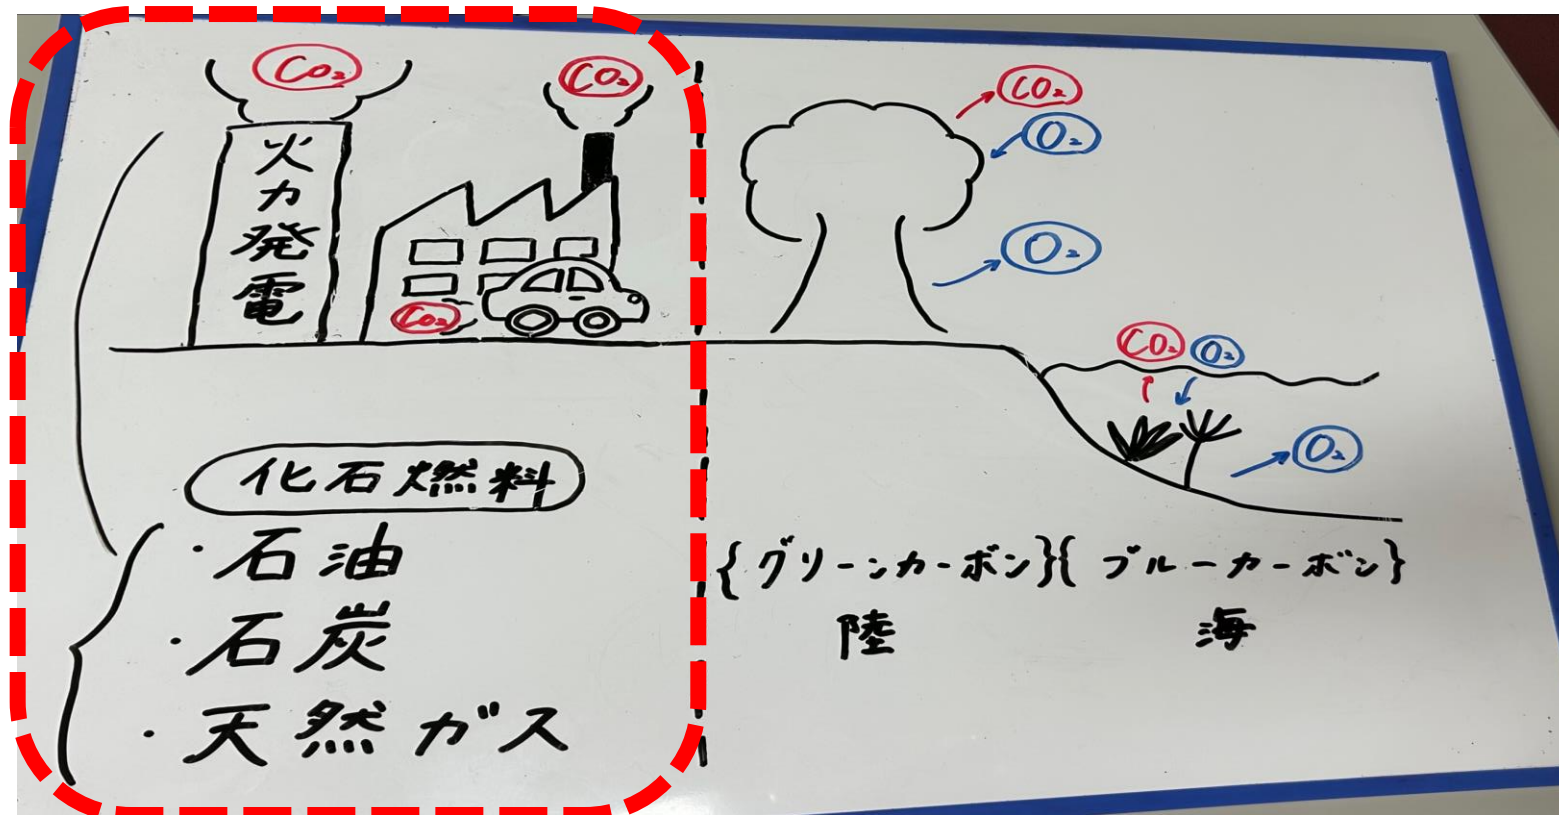 CO₂
CO₂
火力発電
CO₂
化石燃料
・石油
・石炭
・天然ガス
CO₂
O₂
O₂
CO₂ O₂
O₂
{グリーンカーボン}{ブルーカーボン}
陸 海